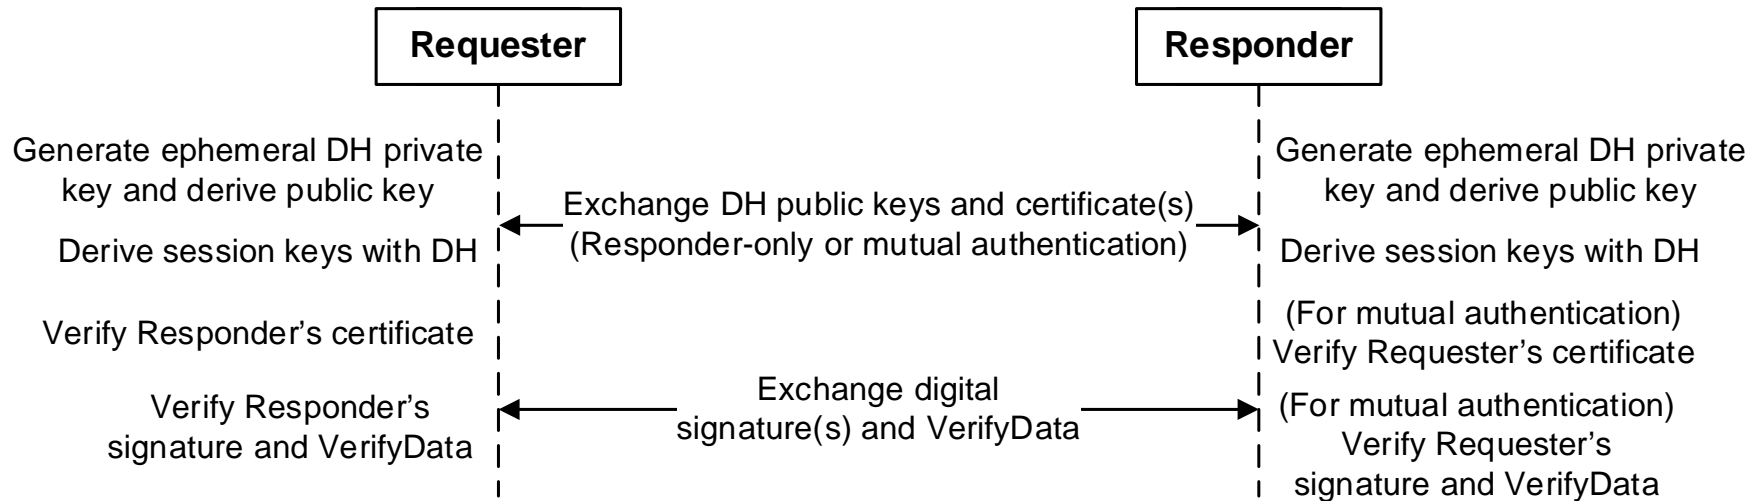 Requester
Responder
Generate ephemeral DH private
key and derive public key
Generate ephemeral DH private
key and derive public key
Exchange DH public keys and certificate(s)
(Responder-only or mutual authentication)
Derive session keys with DH
Derive session keys with DH
Verify Responder’s certificate
(For mutual authentication)
Verify Requester’s certificate
Exchange digital
signature(s) and VerifyData
Verify Responder’s
signature and VerifyData
(For mutual authentication)
Verify Requester’s
signature and VerifyData